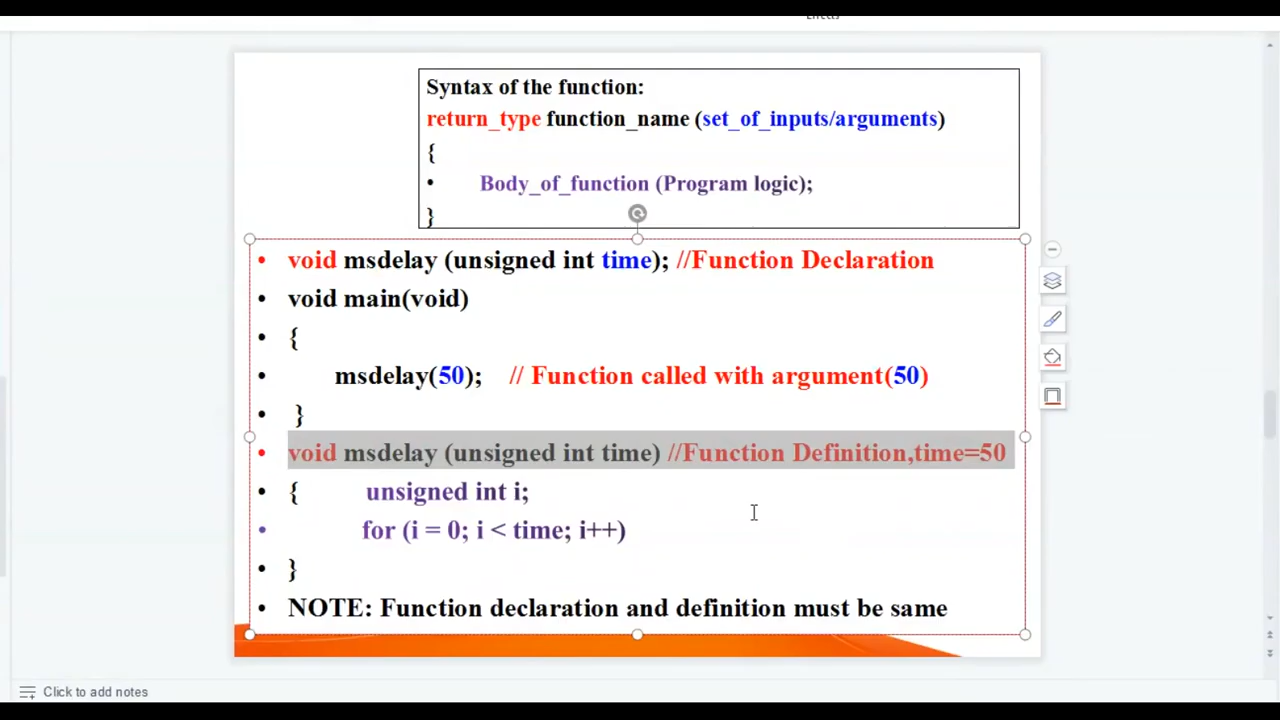 Syntax of the function:
return_type function_name (set_of_inputs/arguments)
{
• Body_of_function (Program logic);
}
• void msdelay (unsigned int time); //Function Declaration
• void main(void)
• {
• msdelay(50); // Function called with argument(50)
• }
• void msdelay (unsigned int time) //Function Definition,time=50
• { unsigned int i;
• for (i = 0; i < time; i++)
• }
• NOTE: Function declaration and definition must be same
Click to add notes